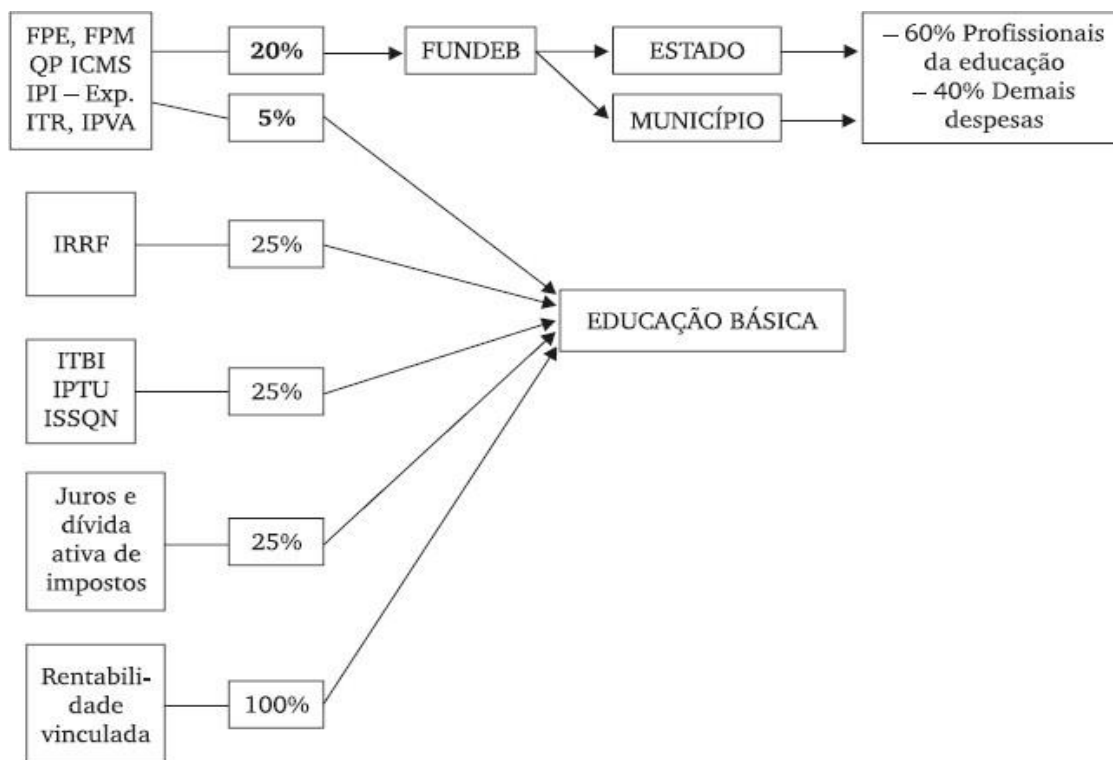 FPE, FPM
QP ICMS
IPI – Exp.
ITR, IPVA
20%
5%
FUNDEB
ESTADO
MUNICÍPIO
– 60% Profissionais
da educação
– 40% Demais
despesas
IRRF
25%
EDUCAÇÃO BÁSICA
ITBI
IPTU
ISSQN
25%
Juros e
dívida
ativa de
impostos
25%
Rentabili-
dade
vinculada
100%